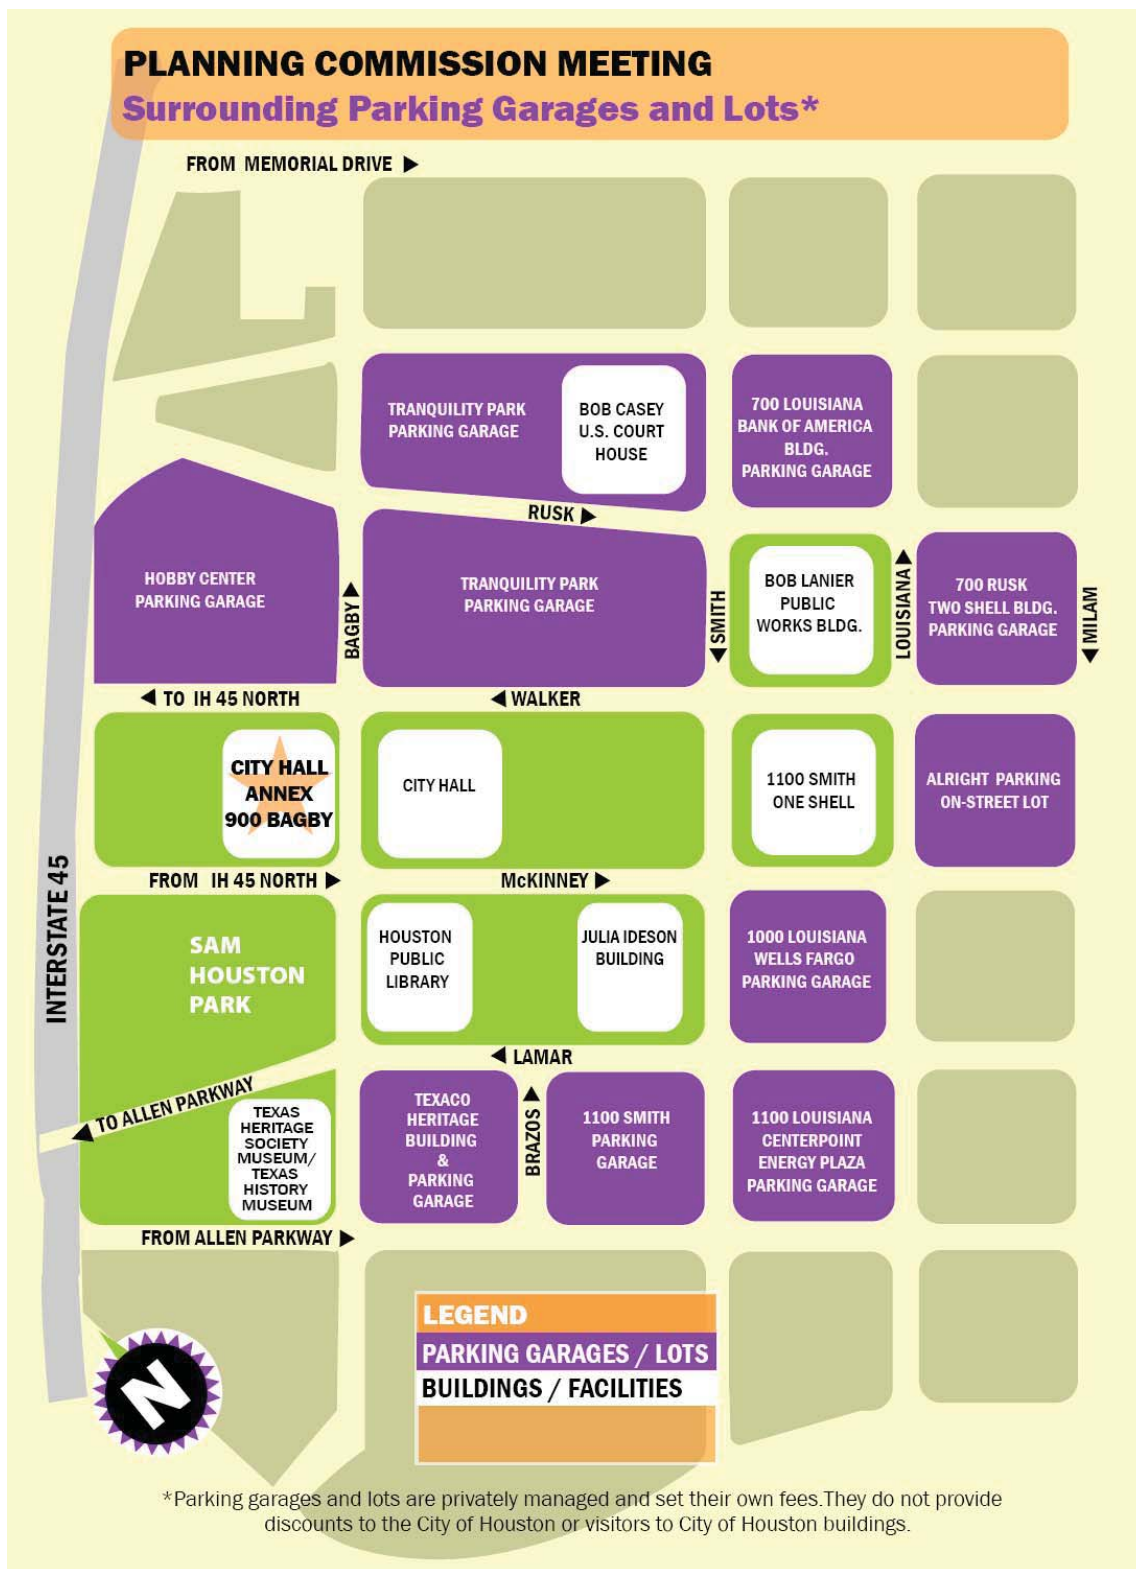 PLANNING COMMISSION MEETING
Surrounding Parking Garages and Lots*
FROM MEMORIAL DRIVE
TRANQUILITY PARK
PARKING GARAGE
BOB CASEY
U.S. COURT
HOUSE
700 LOUISIANA
BANK OF AMERICA
BLDG.
PARKING GARAGE
RUSK
HOBBY CENTER
PARKING GARAGE
BAGBY
TRANQUILITY PARK
PARKING GARAGE
SMITH
BOB LANIER
PUBLIC
WORKS BLDG.
LOUISIANA
700 RUSK
TWO SHELL BLDG.
PARKING GARAGE
MILAM
TO IH 45 NORTH
WALKER
CITY HALL
ANNEX
900 BAGBY
CITY HALL
1100 SMITH
ONE SHELL
ALRIGHT PARKING
ON-STREET LOT
INTERSTATE 45
FROM IH 45 NORTH
McKINNEY
SAM
HOUSTON
PARK
HOUSTON
PUBLIC
LIBRARY
JULIA IDESON
BUILDING
1000 LOUISIANA
WELLS FARGO
PARKING GARAGE
LAMAR
TO ALLEN PARKWAY
TEXAS
HERITAGE
SOCIETY
MUSEUM/
TEXAS
HISTORY
MUSEUM
TEXACO
HERITAGE
BUILDING
&
PARKING
GARAGE
BRAZOS
1100 SMITH
PARKING
GARAGE
1100 LOUISIANA
CENTERPOINT
ENERGY PLAZA
PARKING GARAGE
FROM ALLEN PARKWAY
LEGEND
PARKING GARAGES / LOTS
BUILDINGS / FACILITIES
N
*Parking garages and lots are privately managed and set their own fees.They do not provide
discounts to the City of Houston or visitors to City of Houston buildings.